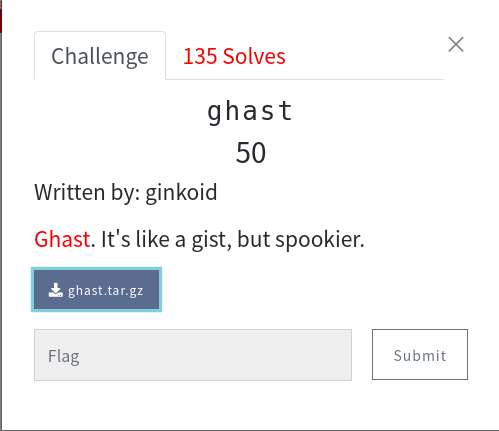 Challenge
135 Solves
ghast
50
Written by: ginkoid
Ghast. It's like a gist, but spookier.
ghast.tar.gz
Flag
Submit